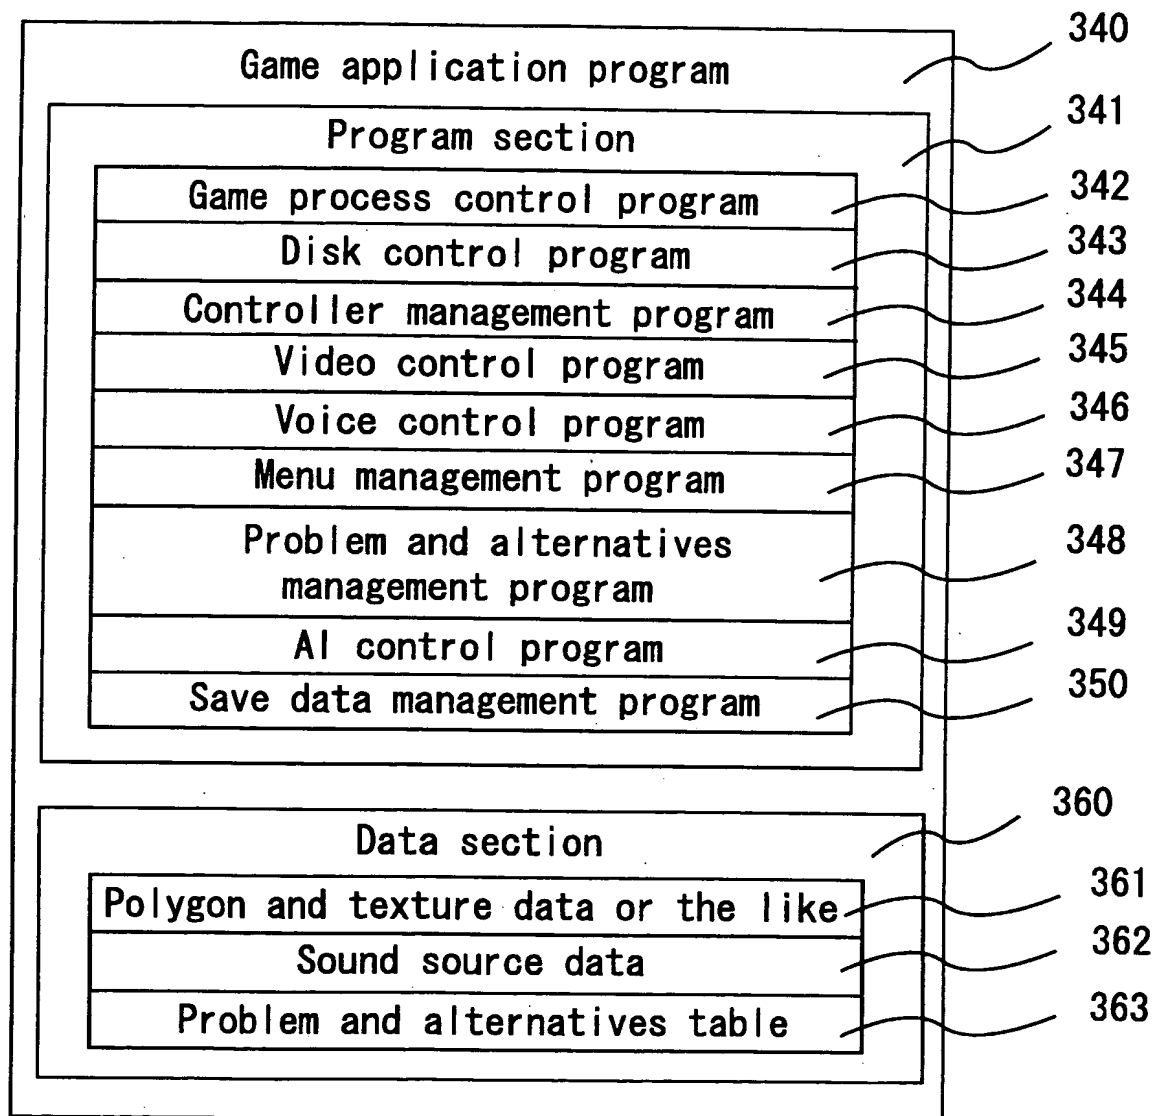 Game application program 340
Program section 341
Game process control program 342
Disk control program 343
Controller management program 344
Video control program 345
Voice control program 346
Menu management program 347
Problem and alternatives
management program 348
AI control program 349
Save data management program 350
Data section 360
Polygon and texture data or the like 361
Sound source data 362
Problem and alternatives table 363